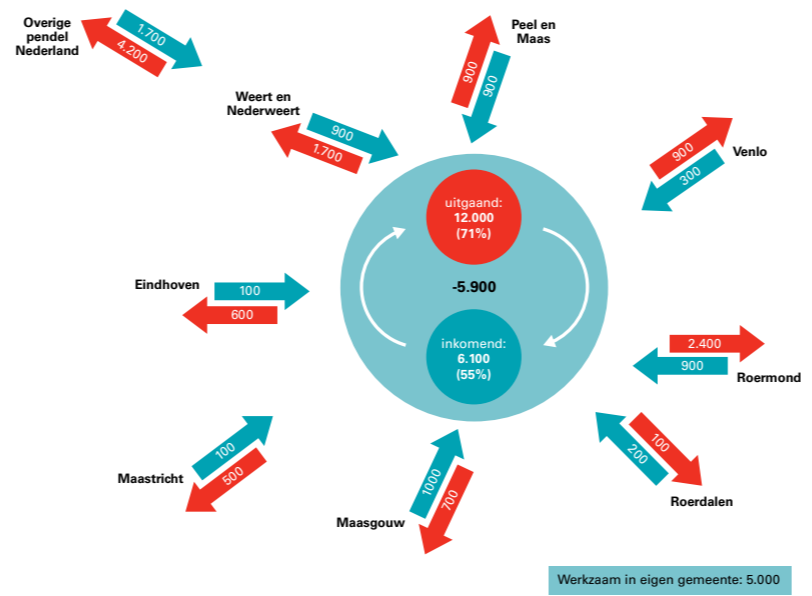 Overige
pendel
Nederland
1.700
4.200
Peel en
Maas
900
900
Weert en
Nederweert
900
1.700
Venlo
900
300
uitgaand:
12.000
(71%)
-5.900
inkomend:
6.100
(55%)
Eindhoven
100
600
2.400
900
Roermond
Maastricht
100
500
Maasgouw
1000
700
100
200
Roerdalen
Werkzaam in eigen gemeente: 5.000